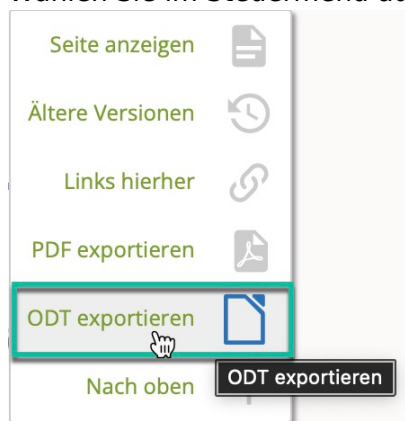 Seite anzeigen
Ältere Versionen
Links hierher
PDF exportieren
ODT exportieren
ODT exportieren
Nach oben